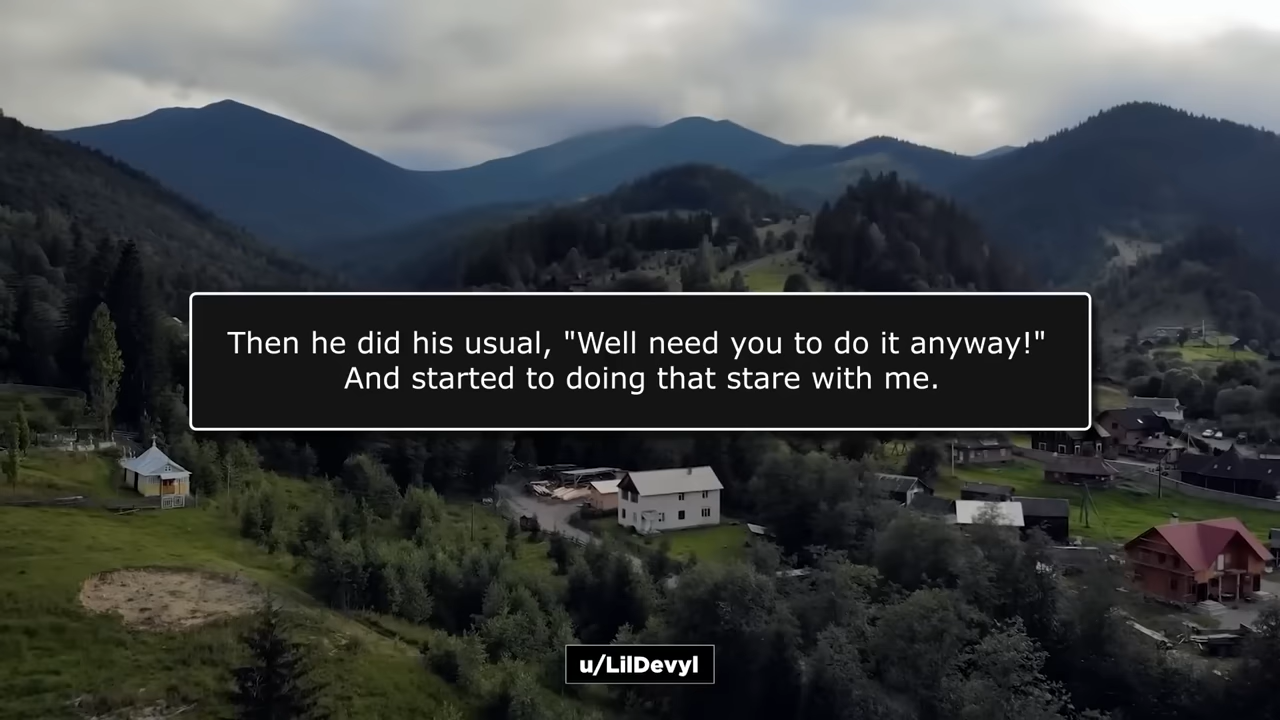 Then he did his usual, "Well need you to do it anyway!"
And started to doing that stare with me.
u/LilDevyl